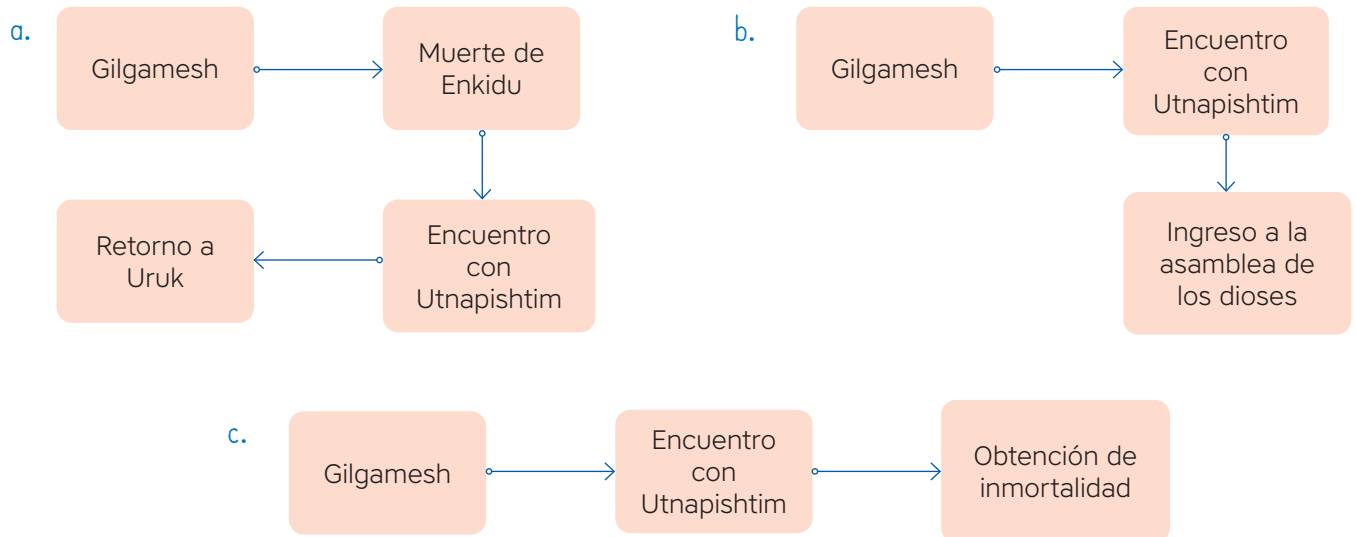 a.
Gilgamesh
Muerte de
Enkidu
Encuentro
con
Utnapishtim
Retorno a
Uruk
b.
Gilgamesh
Encuentro
con
Utnapishtim
Ingreso a la
asamblea de
los dioses
c.
Gilgamesh
Encuentro
con
Utnapishtim
Obtención de
inmortalidad